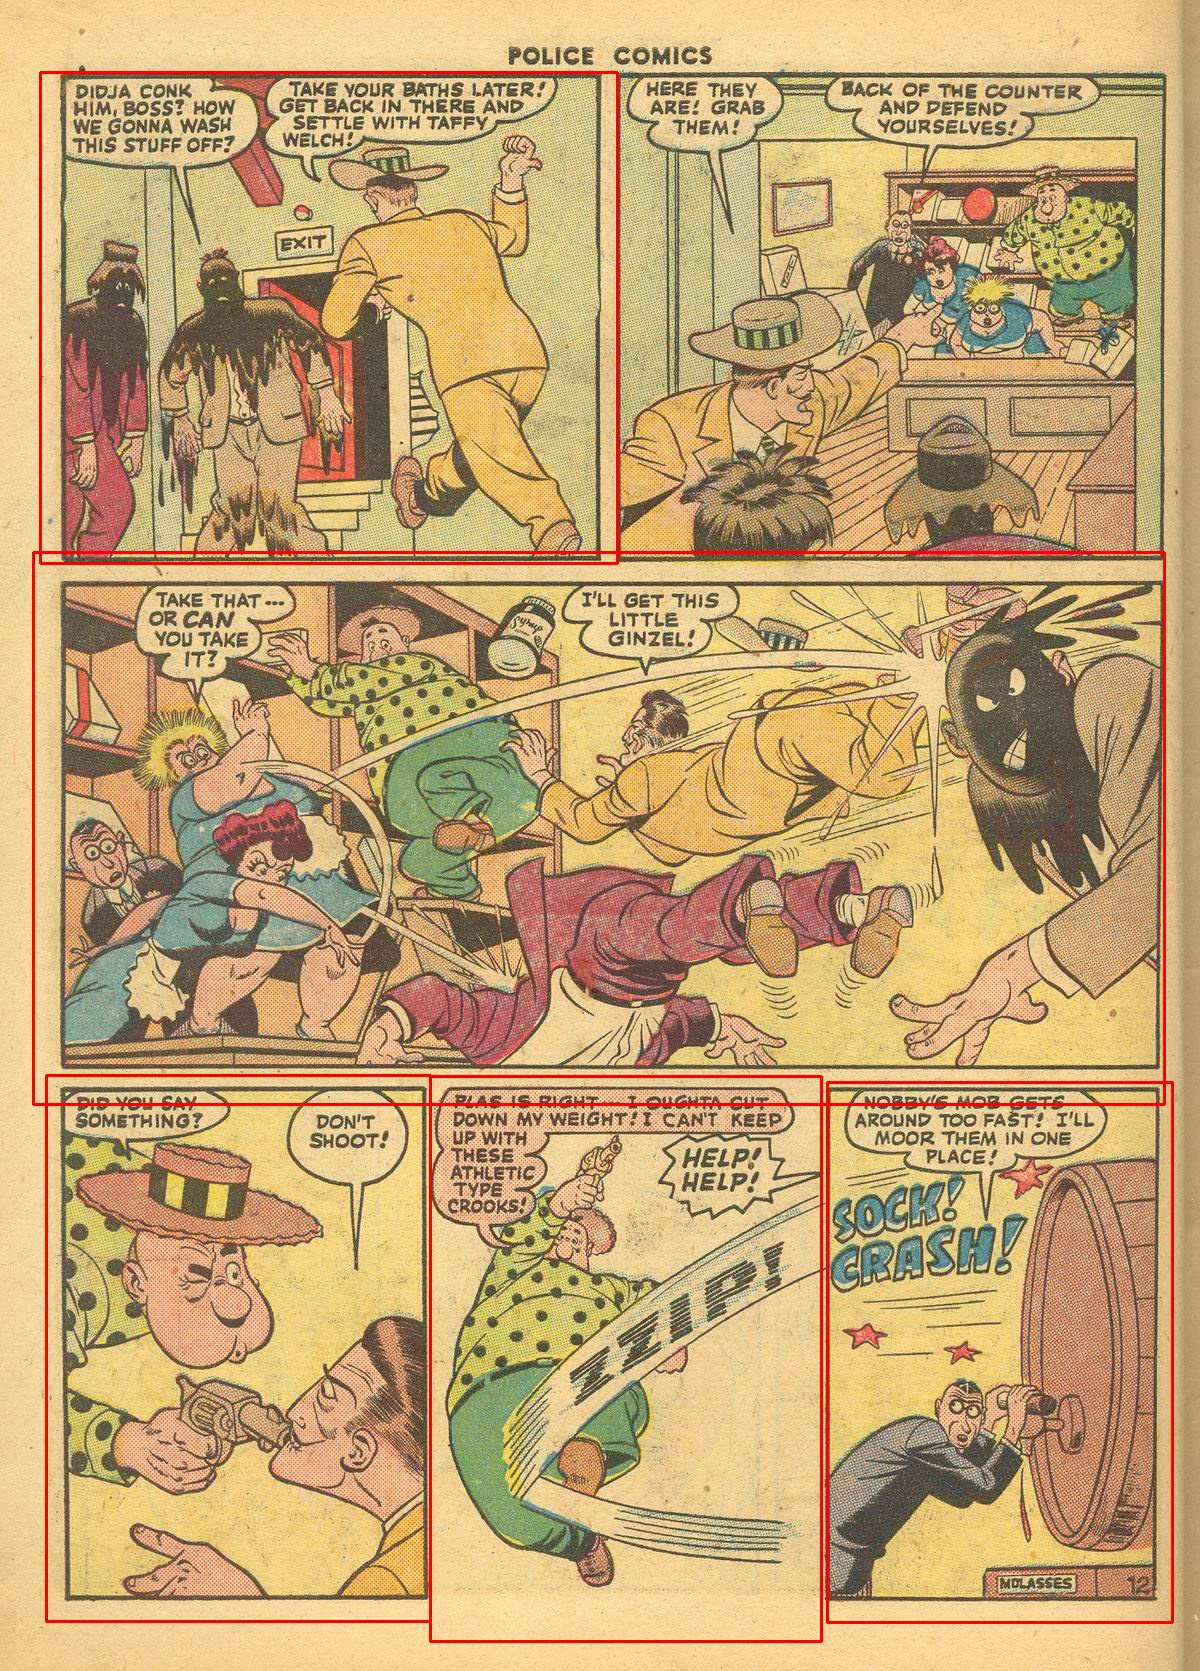 POLICE COMICS
DIDJA CONK
HIM, BOSS? HOW
WE GONNA WASH
THIS STUFF OFF?
TAKE YOUR BATHS LATER!
GET BACK IN THERE AND
SETTLE WITH TAFFY
WELCH!
EXIT
HERE THEY
ARE! GRAB
THEM!
BACK OF THE COUNTER
AND DEFEND
YOURSELVES!
TAKE THAT---
OR CAN
YOU TAKE
IT?
Syrup
I'LL GET THIS
LITTLE
GINZEL!
DID YOU SAY
SOMETHING?
DON'T
SHOOT!
PLAS IS RIGHT... I OUGHTA CUT
DOWN MY WEIGHT! I CAN'T KEEP
UP WITH
THESE
ATHLETIC
TYPE
CROOKS!
HELP!
HELP!
ZZIP!
NOBBY'S MOB GETS
AROUND TOO FAST! I'LL
MOOR THEM IN ONE
PLACE!
SOCK!
CRASH!
MOLASSES
12